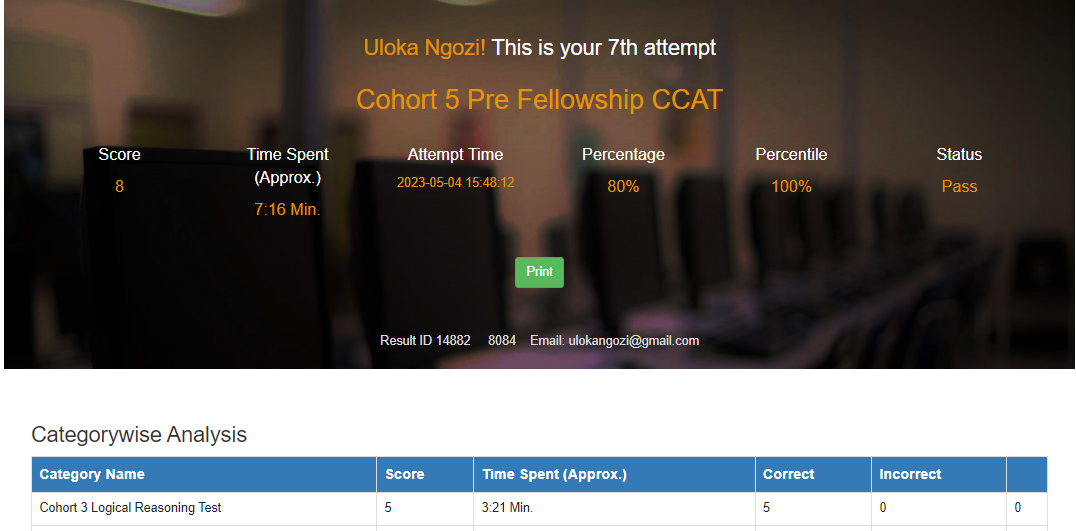 Uloka Ngozi! This is your 7th attempt
Cohort 5 Pre Fellowship CCAT
Score
8
Time Spent
(Approx.)
7:16 Min.
Attempt Time
2023-05-04 15:48:12
Percentage
80%
Percentile
100%
Status
Pass
Print
Result ID 14882 8084 Email: ulokangozi@gmail.com
Categorywise Analysis
Category Name Score Time Spent (Approx.) Correct Incorrect
Cohort 3 Logical Reasoning Test 5 3:21 Min. 5 0 0